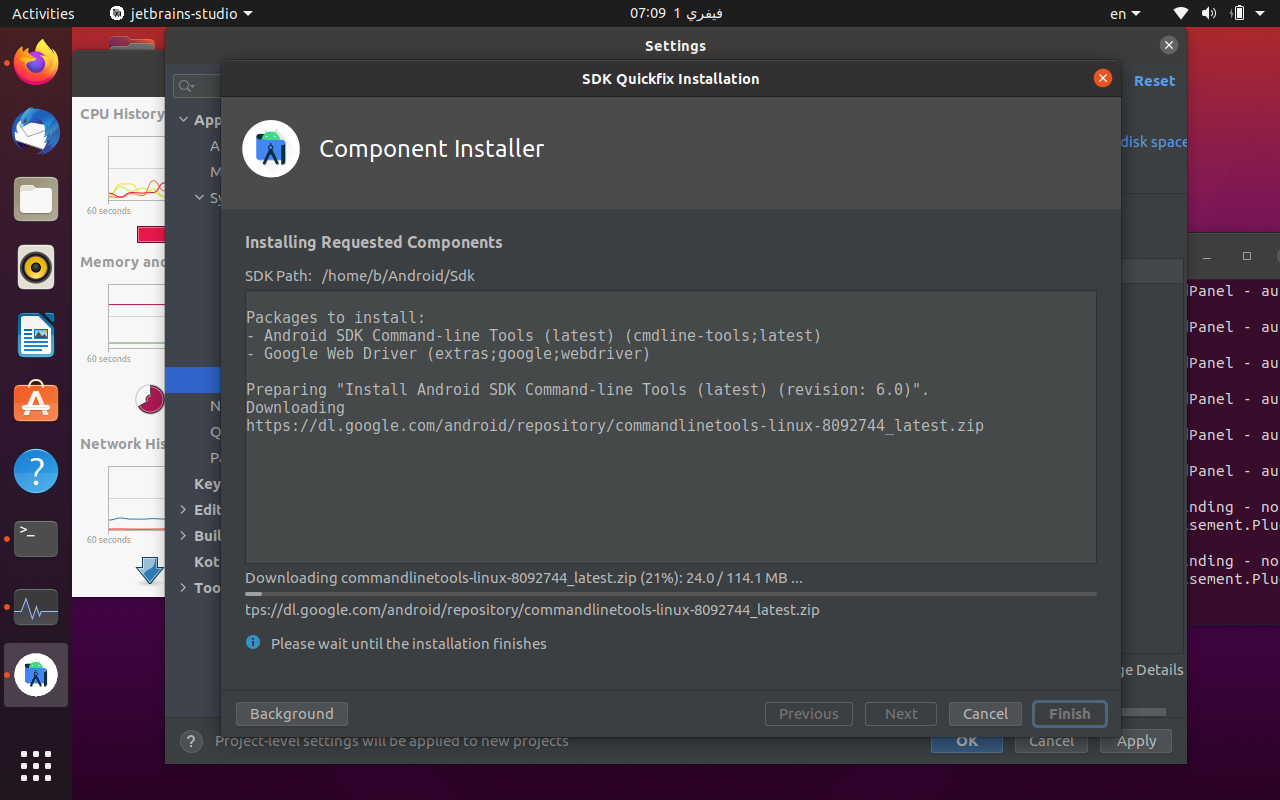 Activities
jetbrains-studio
07:09 1 فيفري
en
Settings
SDK Quickfix Installation
Reset
CPU History
App
Component Installer
disk space
60 seconds
Installing Requested Components
Memory and
SDK Path: /home/b/Android/Sdk
Packages to install:
- Android SDK Command-line Tools (latest) (cmdline-tools;latest)
- Google Web Driver (extras;google;webdriver)
60 seconds
Preparing "Install Android SDK Command-line Tools (latest) (revision: 6.0)".
Downloading
https://dl.google.com/android/repository/commandlinetools-linux-8092744_latest.zip
Panel - au
Panel - au
Panel - au
Panel - au
Panel - au
Panel - au
nding - no
sement.Plu
nding - no
sement.Plu
Network His
Key
Edit
Buil
Kot
Too
60 seconds
Downloading commandlinetools-linux-8092744_latest.zip (21%): 24.0 / 114.1 MB ...
tps://dl.google.com/android/repository/commandlinetools-linux-8092744_latest.zip
Please wait until the installation finishes
ge Details
Background
Previous
Next
Cancel
Finish
?
Project-level settings will be applied to new projects
OK
Cancel
Apply